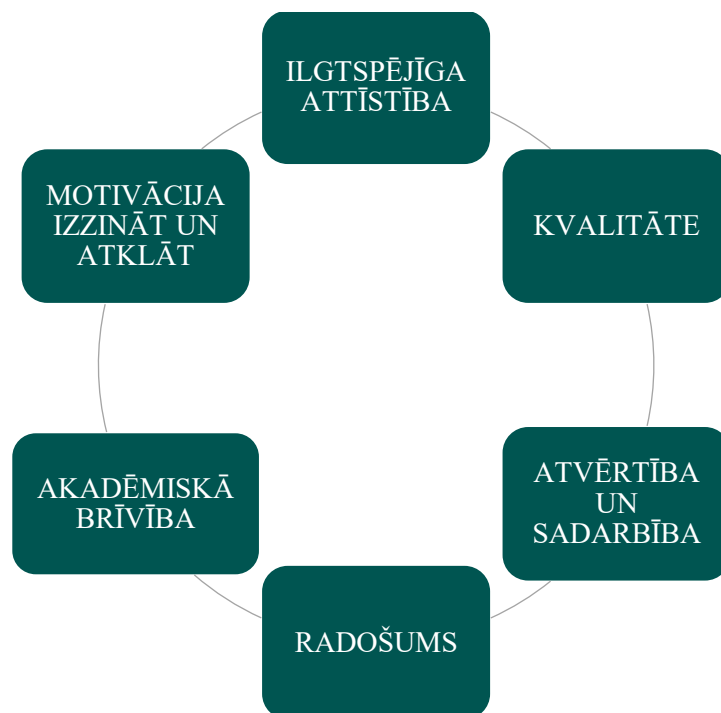 ILGTSPĒJĪGA
ATTĪSTĪBA
KVALITĀTE
ATVĒRTĪBA
UN
SADARBĪBA
RADOŠUMS
AKADĒMISKĀ
BRĪVĪBA
MOTIVĀCIJA
IZZINĀT UN
ATKLĀT